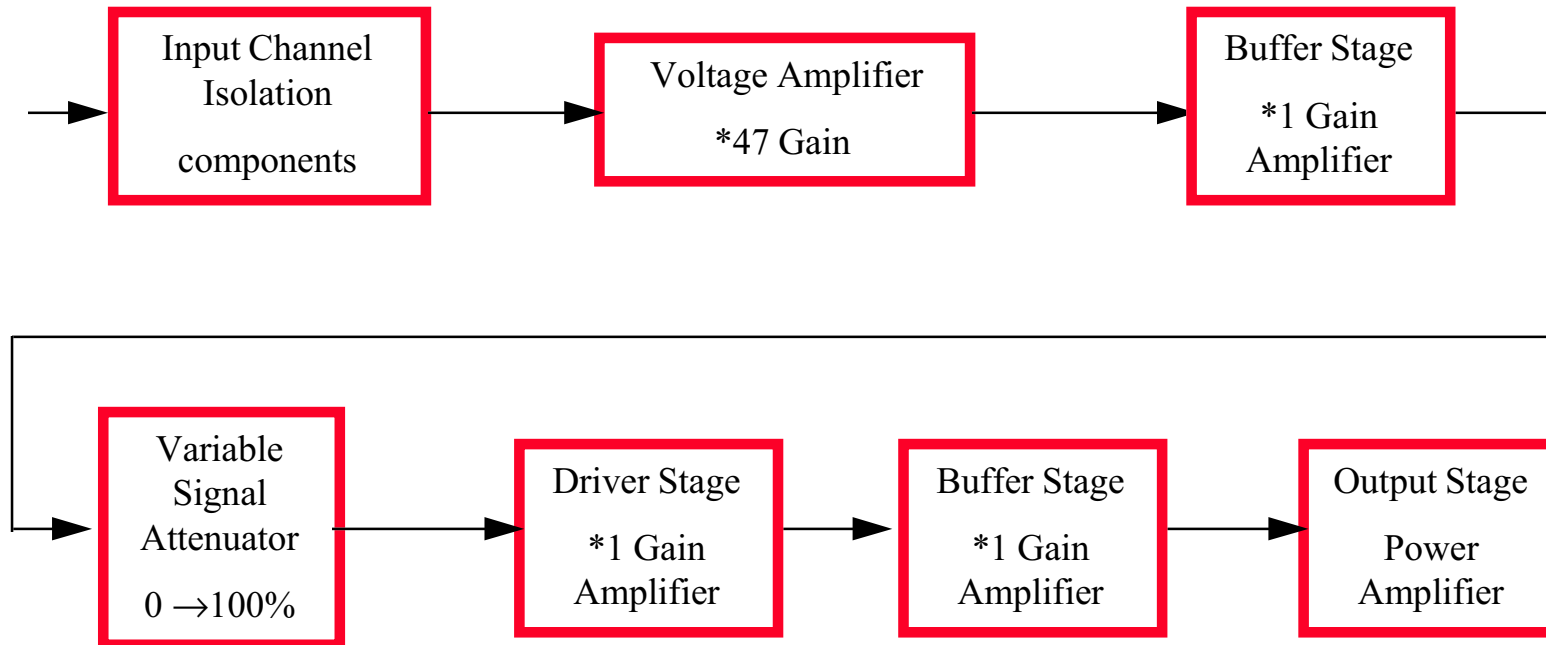 Input Channel
Isolation
components
Voltage Amplifier
*47 Gain
Buffer Stage
*1 Gain
Amplifier
Variable
Signal
Attenuator
0 →100%
Driver Stage
*1 Gain
Amplifier
Buffer Stage
*1 Gain
Amplifier
Output Stage
Power
Amplifier